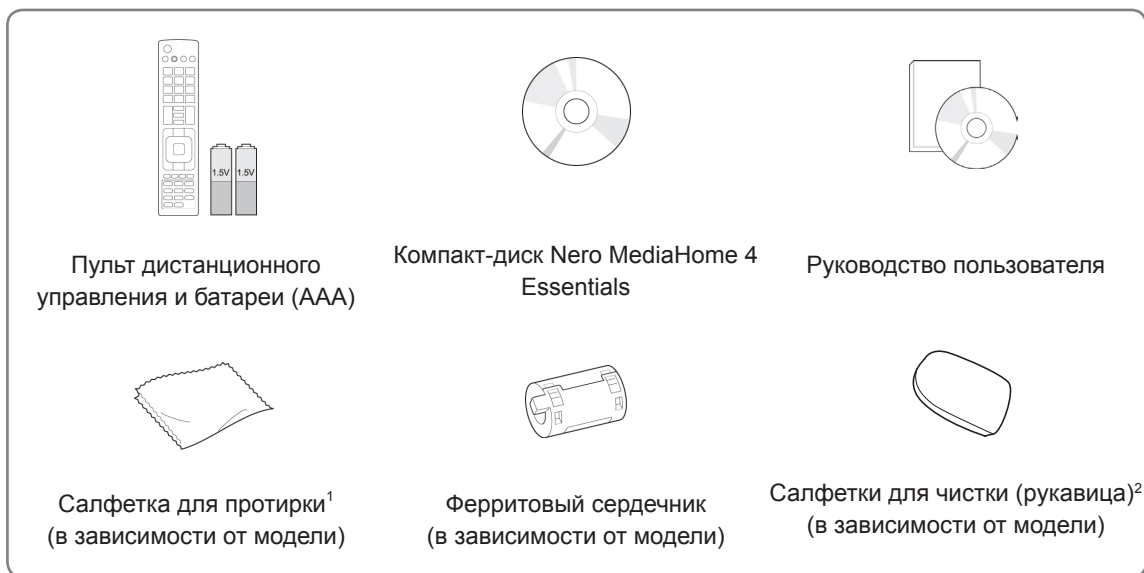 1.5V 1.5V
Пульт дистанционного
управления и батареи (AAA)
Компакт-диск Nero MediaHome 4
Essentials
Руководство пользователя
Салфетка для протирки1
(в зависимости от модели)
Ферритовый сердечник
(в зависимости от модели)
Салфетки для чистки (рукавица)2
(в зависимости от модели)